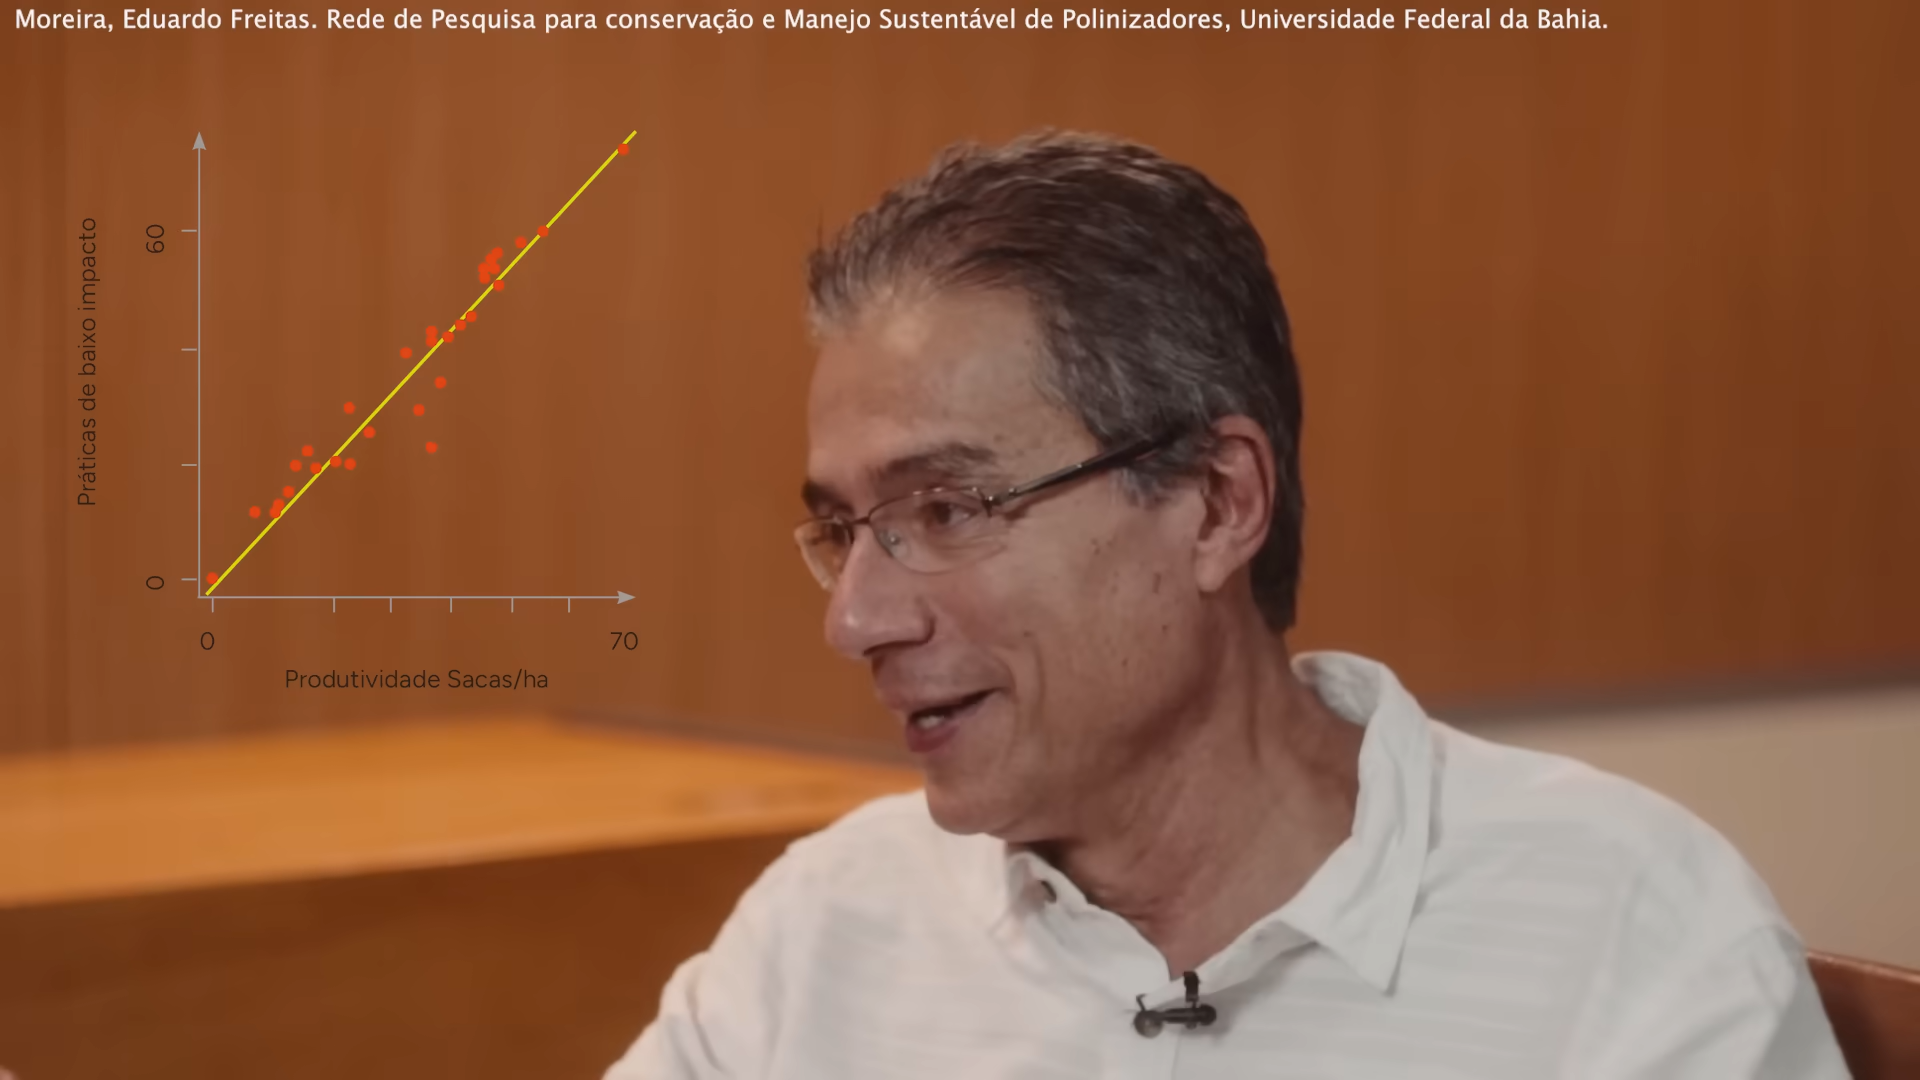 Moreira, Eduardo Freitas. Rede de Pesquisa para conservação e Manejo Sustentável de Polinizadores, Universidade Federal da Bahia.
Práticas de baixo impacto
60
0
0
70
Produtividade Sacas/ha